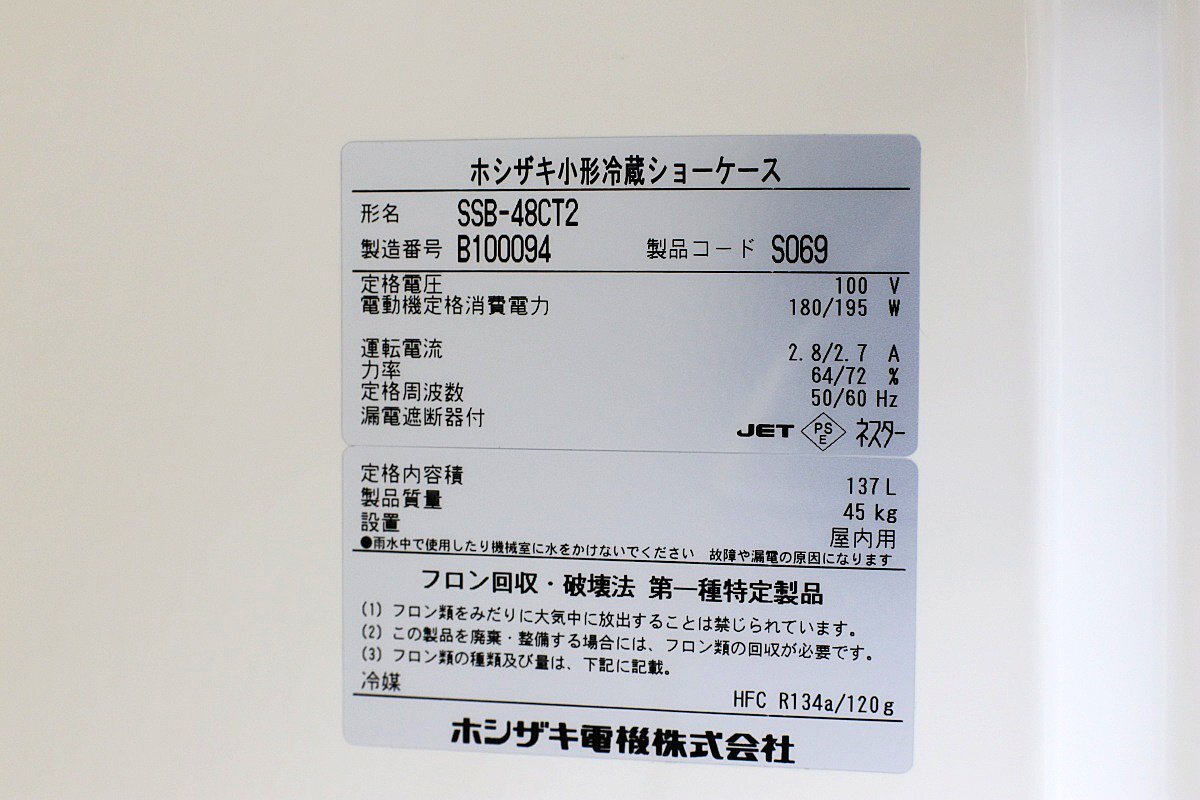 ホシザキ小形冷蔵ショーケース
形名 SSB-48CT2
製造番号 B100094 製品コード S069
定格電圧 100 V
電動機定格消費電力 180/195 W
運転電流 2.8/2.7 A
力率 64/72 %
定格周波数 50/60 Hz
漏電遮断器付
JET PSE ネスター
定格内容積 137 L
製品質量 45 kg
設置 屋内用
●雨水中で使用したり機械室に水をかけないでください 故障や漏電の原因になります
フロン回収・破壊法 第一種特定製品
(1) フロン類をみだりに大気中に放出することは禁じられています。
(2) この製品を廃棄・整備する場合には、フロン類の回収が必要です。
(3) フロン類の種類及び量は、下記に記載。
冷媒 HFC R134a/120g
ホシザキ電機株式会社